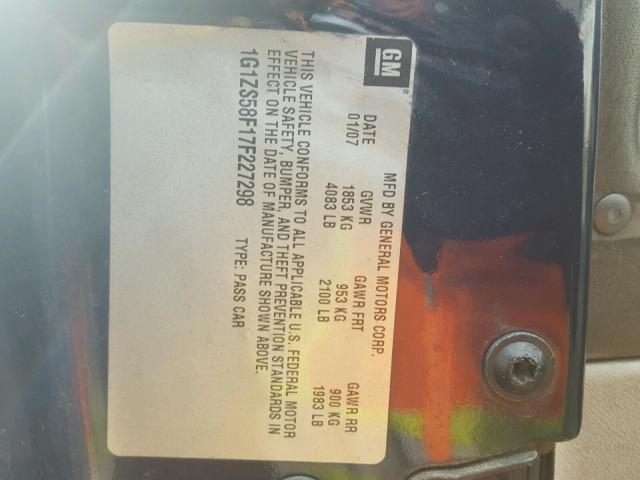 GM
MFD BY GENERAL MOTORS CORP.
DATE GVWR GAWR FRT GAWR RR
01/07 1853 KG 953 KG 900 KG
4083 LB 2100 LB 1983 LB
THIS VEHICLE CONFORMS TO ALL APPLICABLE U.S. FEDERAL MOTOR
VEHICLE SAFETY, BUMPER, AND THEFT PREVENTION STANDARDS IN
EFFECT ON THE DATE OF MANUFACTURE SHOWN ABOVE.
1G1ZS58F17F227298 TYPE: PASS CAR